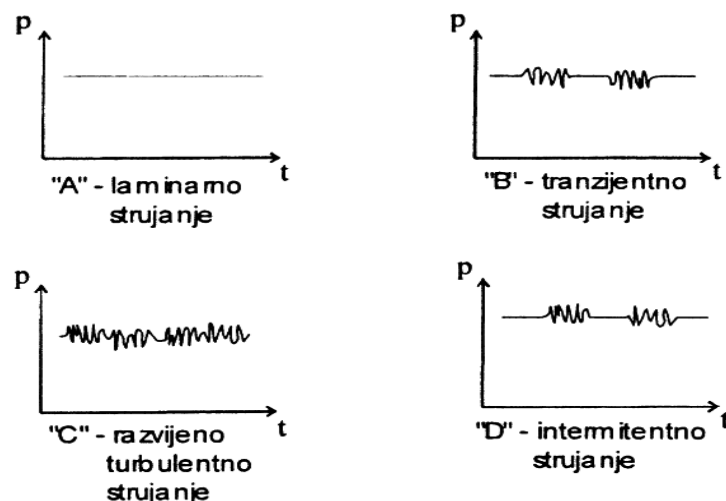 p
t
"A" - laminarno
strujanje
p
t
"B" - tranzijentno
strujanje
p
t
"C" - razvijeno
turbulentno
strujanje
p
t
"D" - intermitentno
strujanje